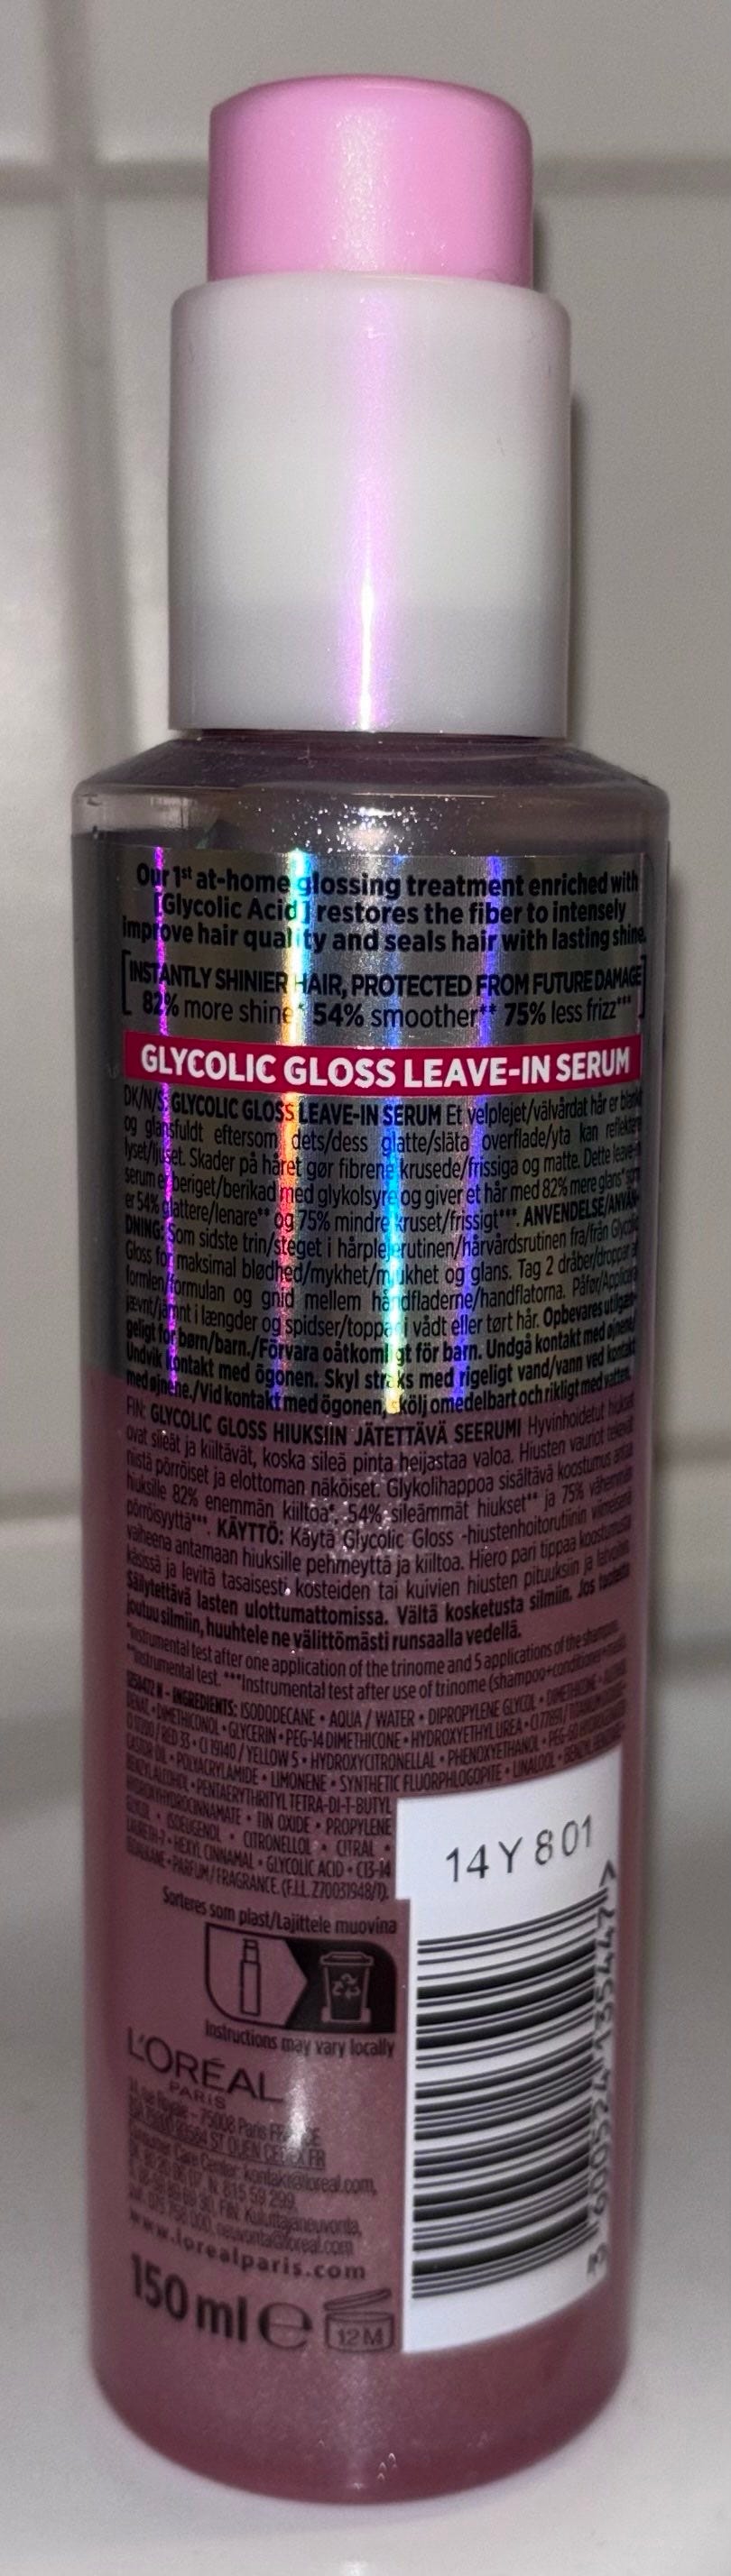 Our 1st at-home glossing treatment enriched with
[Glycolic Acid] restores the fiber to intensely
improve hair quality and seals hair with lasting shine.
[INSTANTLY SHINIER HAIR, PROTECTED FROM FUTURE DAMAGE]
82% more shine* 54% smoother** 75% less frizz***
GLYCOLIC GLOSS LEAVE-IN SERUM
DK/N/S: GLYCOLIC GLOSS LEAVE-IN SERUM Et velplejet/välvårdat hår er blankt
og glansfuldt eftersom dets/dess glatte/släta overflade/yta kan reflektere
lyset/ljuset. Skader på håret gør fibrene krusede/frissiga og matte. Dette leave-in
serum er beriget/berikad med glykolsyre og giver et hår med 82% mere glans* som
er 54% glattere/lenare** og 75% mindre kruset/frissigt***. ANVENDELSE/ANVÄN-
DNING: Som sidste trin/steget i hårplejerutinen/hårvårdsrutinen fra/från Glycolic
Gloss for maksimal blødhed/mykhet/mjukhet og glans. Tag 2 dråber/droppar af
formlen/formulan og gnid mellem håndfladerne/handflatorna. Påfør/Applicera
jævnt/jämnt i længder og spidser/toppar i vådt eller tørt hår. Opbevares utilgæn-
geligt for børn/barn./Förvara oåtkomligt för barn. Undgå kontakt med øjnene/
Undvik kontakt med ögonen. Skyl straks med rigeligt vand/vann ved kontakt
med øjnene./Vid kontakt med ögonen, skölj omedelbart och rikligt med vatten.
FIN: GLYCOLIC GLOSS HIUKSIIN JÄTETTÄVÄ SEERUMI Hyvinhoidetut hiukset
ovat sileät ja kiiltävät, koska sileä pinta heijastaa valoa. Hiusten vauriot tekevät
niistä pörröiset ja elottoman näköiset. Glykolihappoa sisältävä koostumus antaa
hiuksille 82% enemmän kiiltoa*, 54% sileämmät hiukset** ja 75% vähemmän
pörröisyyttä***. KÄYTTÖ: Käytä Glycolic Gloss -hiustenhoitorutiinin viimeisenä
vaiheena antamaan hiuksille pehmeyttä ja kiiltoa. Hiero pari tippaa koostumusta
käsissä ja levitä tasaisesti kosteiden tai kuivien hiusten pituuksiin ja latvoihin.
Säilytettävä lasten ulottumattomissa. Vältä kosketusta silmiin. Jos tuotetta
joutuu silmiin, huuhtele ne välittömästi runsaalla vedellä.
*Instrumental test after one application of the trinome and 5 applications of the shampoo.
**Instrumental test. ***Instrumental test after use of trinome (shampoo+conditioner+mask).
INGREDIENTS: ISODODECANE • AQUA / WATER • DIPROPYLENE GLYCOL • DIMETHICONE •
DENAT. • DIMETHICONOL • GLYCERIN • PEG-14 DIMETHICONE • HYDROXYETHYL UREA • CI 77891 / TITANIUM
/ RED 33 • CI 19140 / YELLOW 5 • HYDROXYCITRONELLAL • PHENOXYETHANOL •
CASTOR OIL • POLYACRYLAMIDE • LIMONENE • SYNTHETIC FLUORPHLOGOPITE • LINALOOL •
BENZYL ALCOHOL • PENTAERYTHRITYL TETRA-DI-T-BUTYL
HYDROXYHYDROCINNAMATE • TIN OXIDE • PROPYLENE
GLYCOL • ISOEUGENOL • CITRONELLOL • CITRAL •
LAURETH-7 • HEXYL CINNAMAL • GLYCOLIC ACID • C13-14
PARFUM / FRAGRANCE. (F.I.L. Z70031948/1).
14Y801
Sorteres som plast/Lajittele muovina
Instructions may vary locally
L'ORÉAL
PARIS
75008 Paris
ST OUEN CEDEX FR
www.lorealparis.com
150 ml e
12M